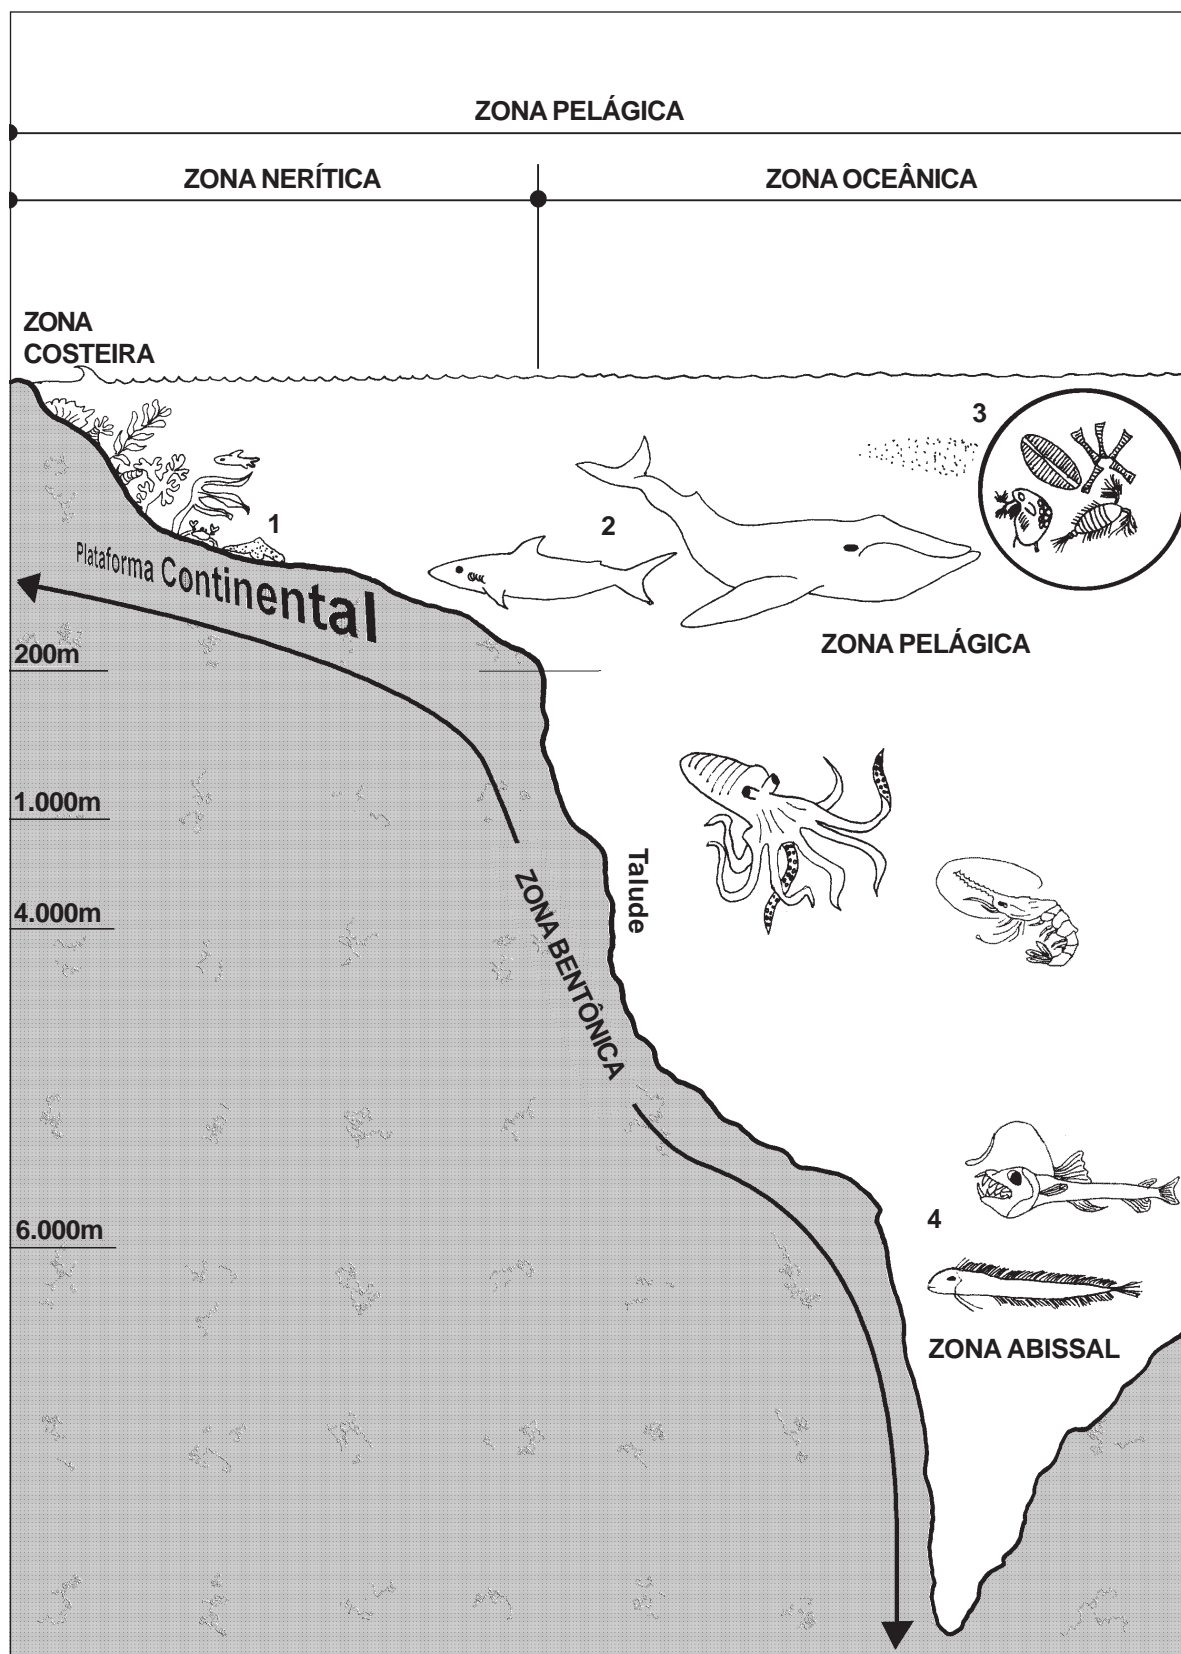 ZONA PELÁGICA
ZONA NERÍTICA
ZONA OCEÂNICA
ZONA
COSTEIRA
3
1
2
Plataforma Continental
ZONA PELÁGICA
200m
1.000m
Talude
ZONA BENTÔNICA
4.000m
4
6.000m
ZONA ABISSAL